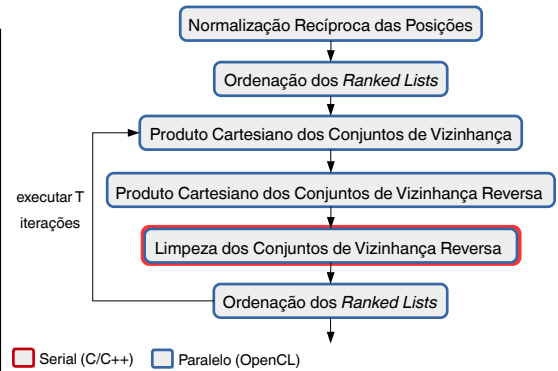 Normalização Recíproca das Posições
Ordenação dos Ranked Lists
Produto Cartesiano dos Conjuntos de Vizinhança
executar T
iterações
Produto Cartesiano dos Conjuntos de Vizinhança Reversa
Limpeza dos Conjuntos de Vizinhança Reversa
Ordenação dos Ranked Lists
Serial (C/C++)
Paralelo (OpenCL)